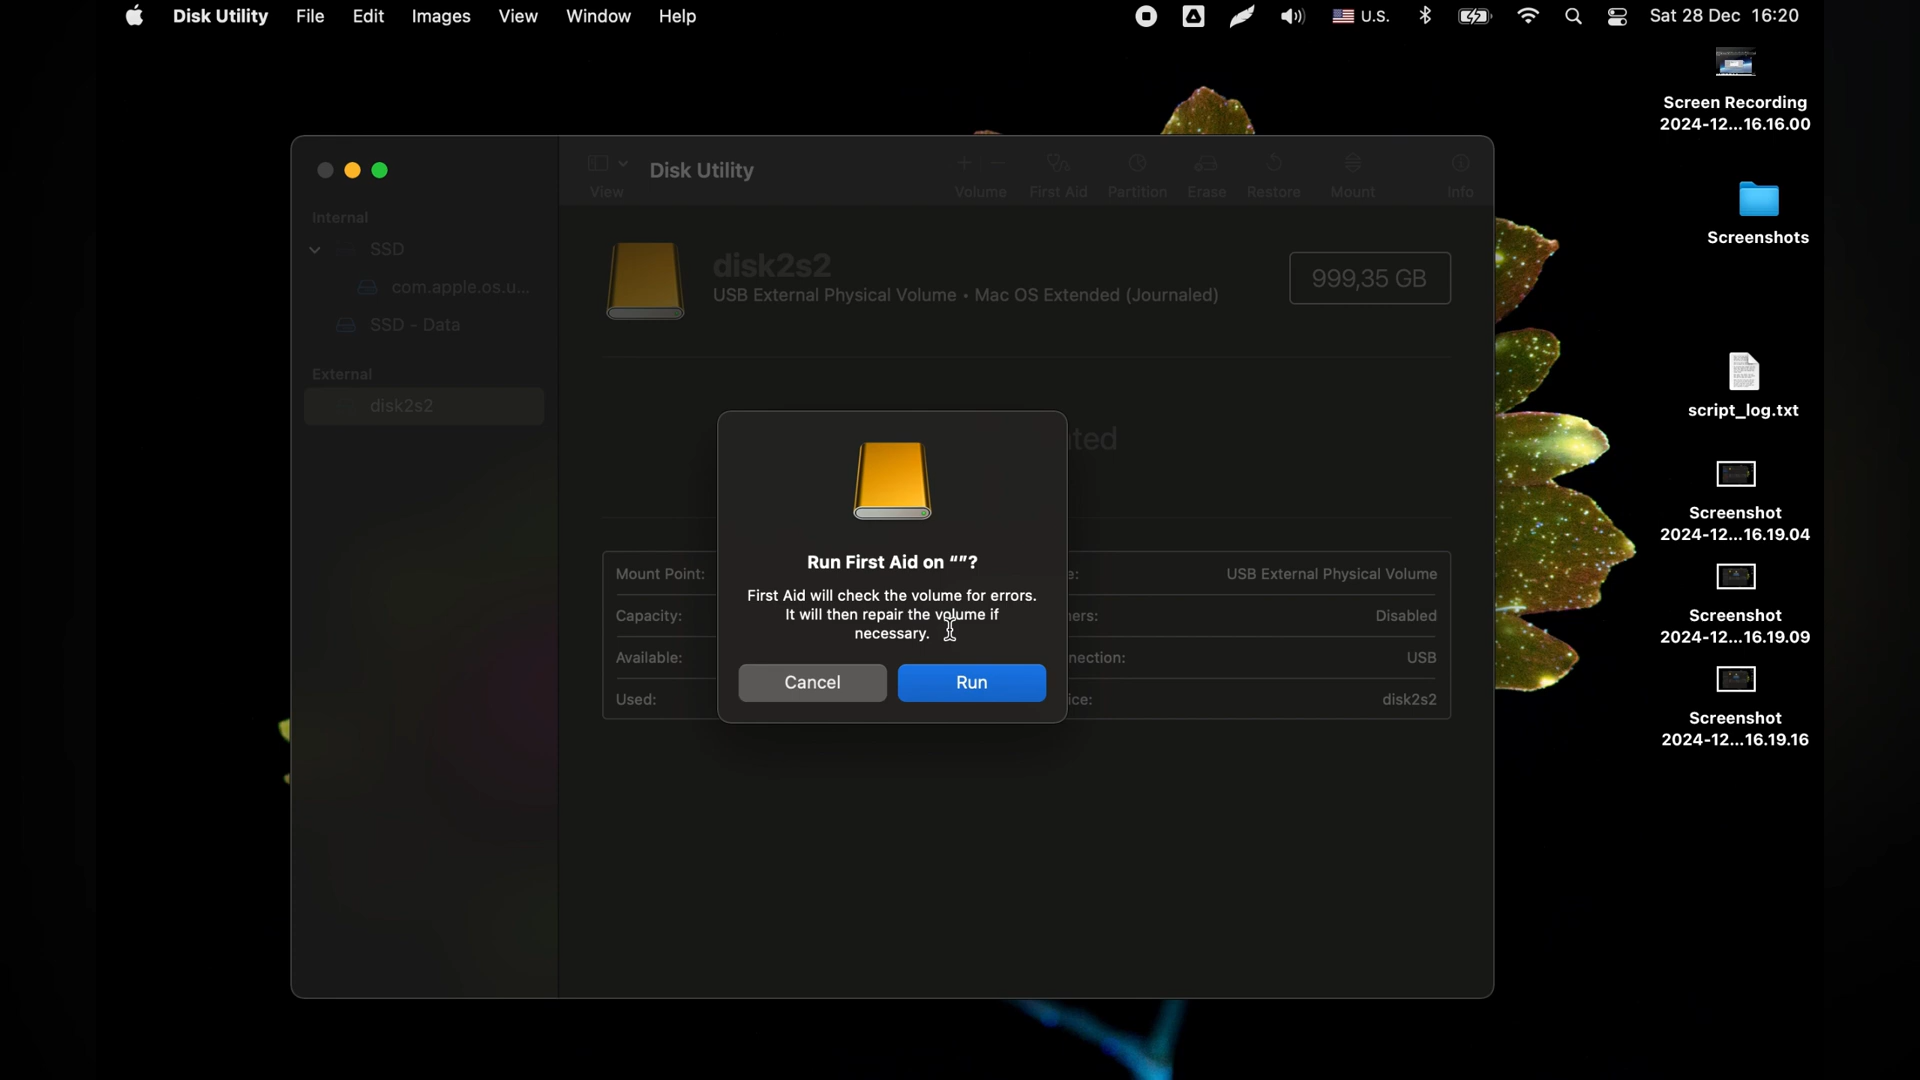 Disk Utility File Edit Images View Window Help U.S. Sat 28 Dec 16:20
Screen Recording
2024-12...16.16.00
Screenshots
script_log.txt
Screenshot
2024-12...16.19.04
Screenshot
2024-12...16.19.09
Screenshot
2024-12...16.19.16
Disk Utility
View Volume First Aid Partition Erase Restore Mount Info
Internal
SSD
com.apple.os.u...
SSD - Data
External
disk2s2
disk2s2
USB External Physical Volume • Mac OS Extended (Journaled)
999,35 GB
ted
Run First Aid on “”?
First Aid will check the volume for errors.
It will then repair the volume if
necessary.
Cancel Run
Mount Point: e: USB External Physical Volume
Capacity: ners: Disabled
Available: nection: USB
Used: ice: disk2s2